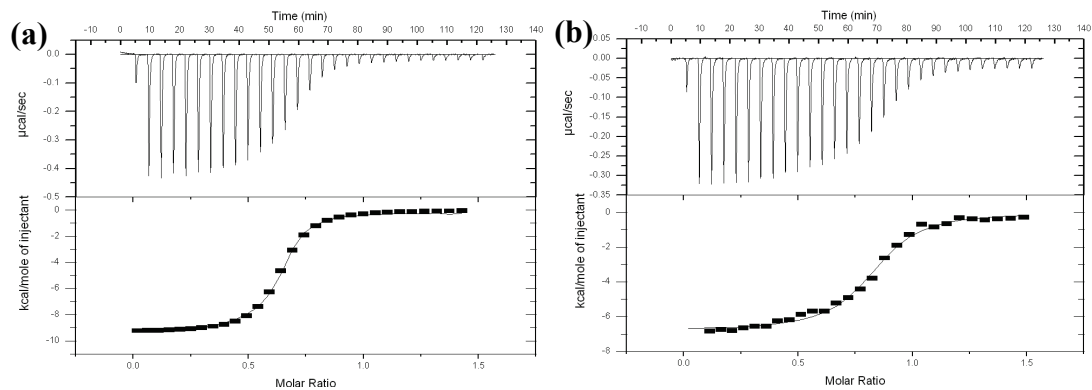 (a)
Time (min)
-10 0 10 20 30 40 50 60 70 80 90 100 110 120 130 140
0.0
-0.1
-0.2
-0.3
-0.4
-0.5
µcal/sec
0
-2
-4
-6
-8
-10
kcal/mole of injectant
0.0 0.5 1.0 1.5
Molar Ratio
(b)
Time (min)
-10 0 10 20 30 40 50 60 70 80 90 100 110 120 130 140
0.05
0.00
-0.05
-0.10
-0.15
-0.20
-0.25
-0.30
-0.35
µcal/sec
0
-2
-4
-6
-8
kcal/mole of injectant
0.0 0.5 1.0 1.5
Molar Ratio